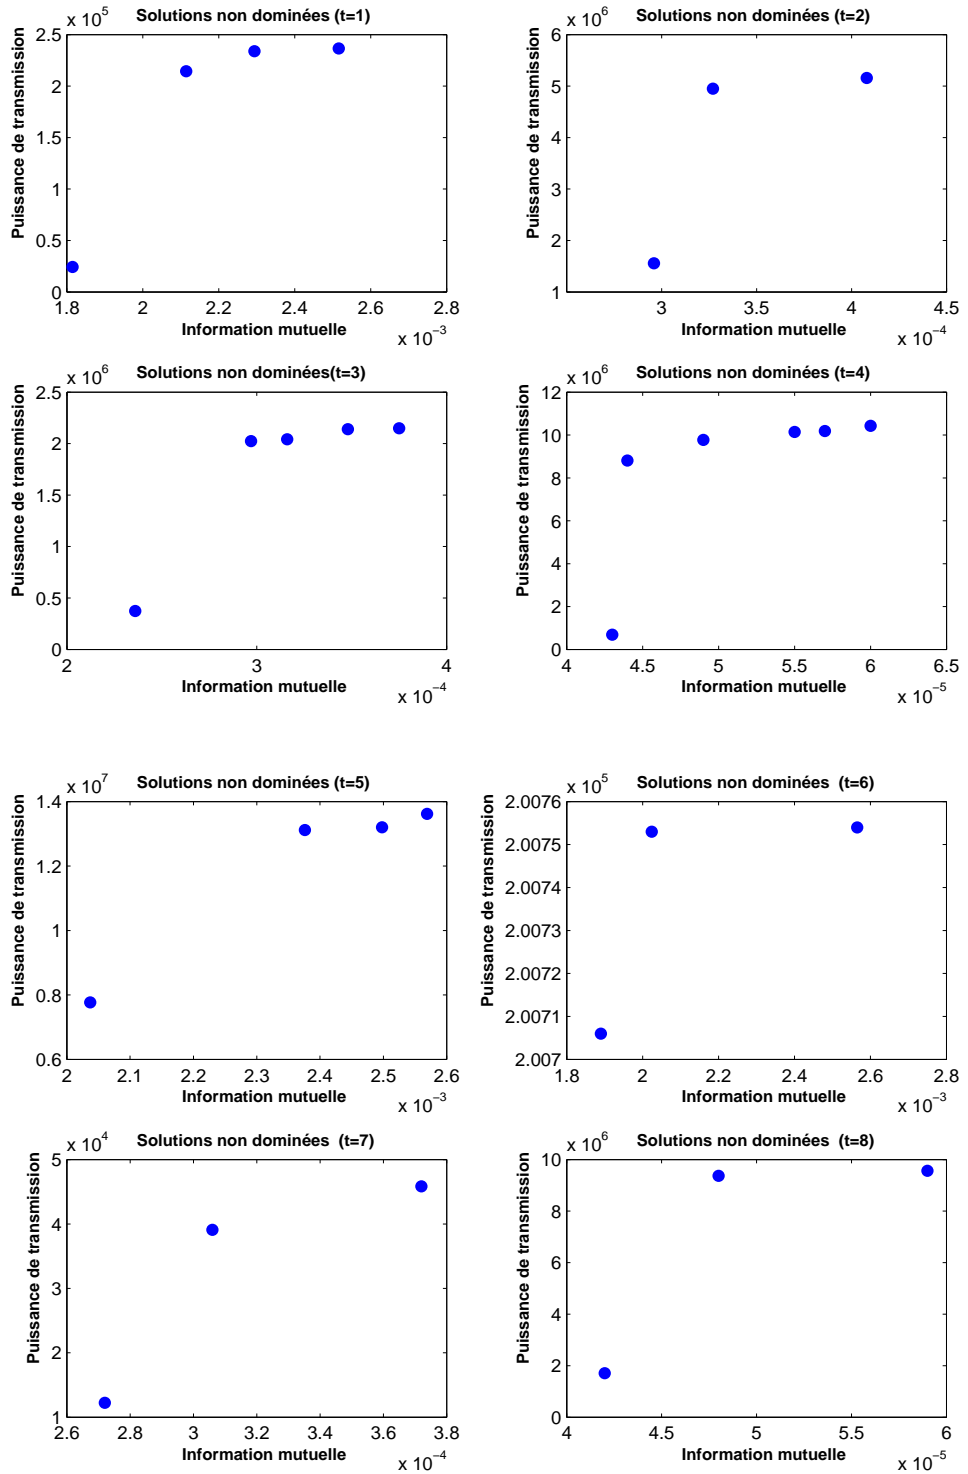 x 10^5 Solutions non dominées (t=1)
Puissance de transmission
2.5
2
1.5
1
0.5
0
1.8 2 2.2 2.4 2.6 2.8
Information mutuelle
x 10^−3
x 10^6 Solutions non dominées (t=2)
Puissance de transmission
6
5
4
3
2
1
3 3.5 4 4.5
Information mutuelle
x 10^−4
x 10^6 Solutions non dominées(t=3)
Puissance de transmission
2.5
2
1.5
1
0.5
0
2 3 4
Information mutuelle
x 10^−4
x 10^6 Solutions non dominées (t=4)
Puissance de transmission
12
10
8
6
4
2
0
4 4.5 5 5.5 6 6.5
Information mutuelle
x 10^−5
x 10^7 Solutions non dominées (t=5)
Puissance de transmission
1.4
1.2
1
0.8
0.6
2 2.1 2.2 2.3 2.4 2.5 2.6
Information mutuelle
x 10^−3
x 10^5 Solutions non dominées (t=6)
Puissance de transmission
2.0076
2.0075
2.0074
2.0073
2.0072
2.0071
2.007
1.8 2 2.2 2.4 2.6 2.8
Information mutuelle
x 10^−3
x 10^4 Solutions non dominées (t=7)
Puissance de transmission
5
4
3
2
1
2.6 2.8 3 3.2 3.4 3.6 3.8
Information mutuelle
x 10^−4
x 10^6 Solutions non dominées (t=8)
Puissance de transmission
10
8
6
4
2
0
4 4.5 5 5.5 6
Information mutuelle
x 10^−5